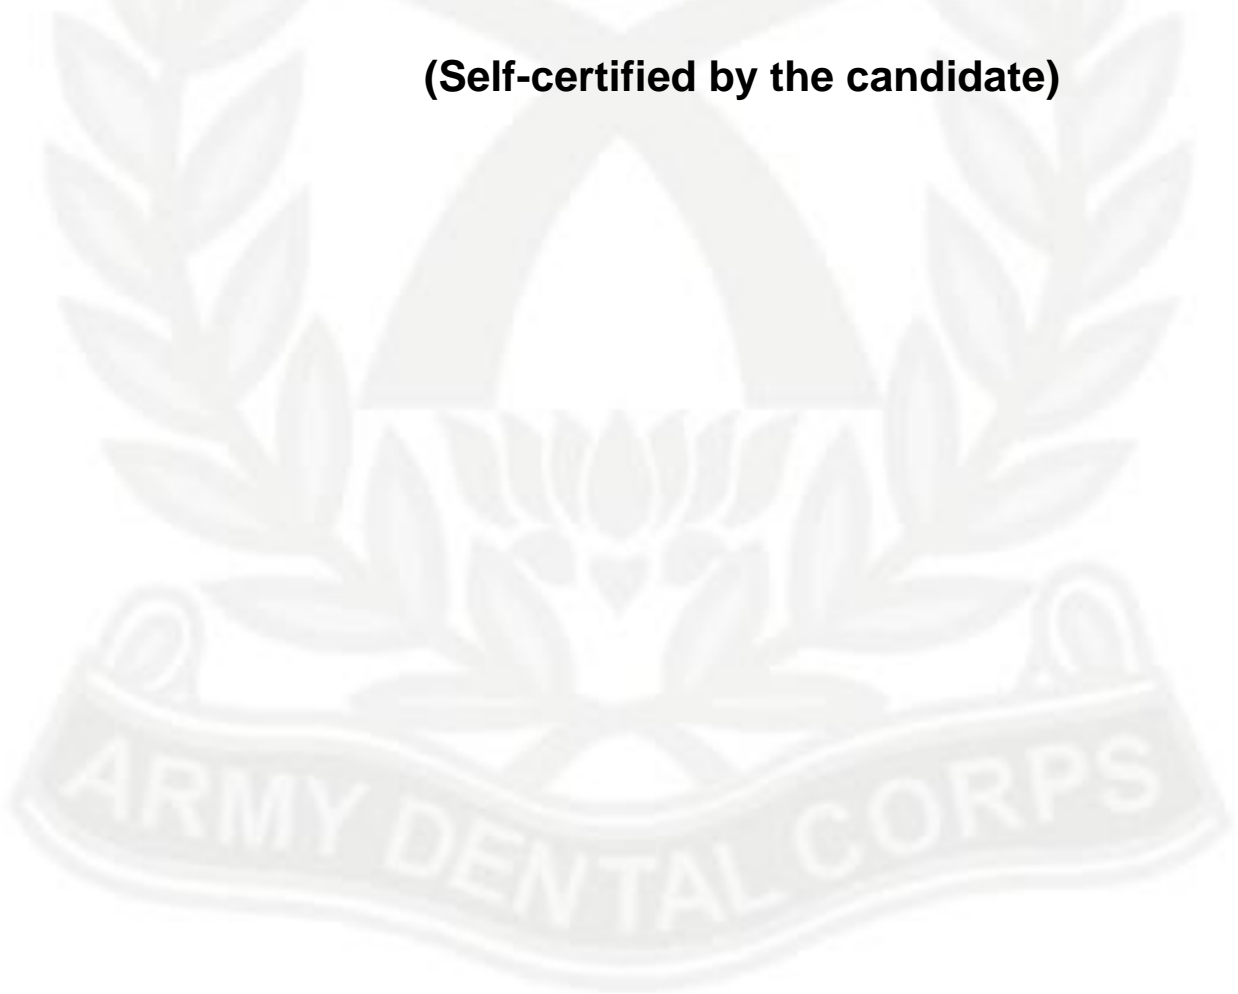 (Self-certified by the candidate)
ARMY DENTAL CORPS